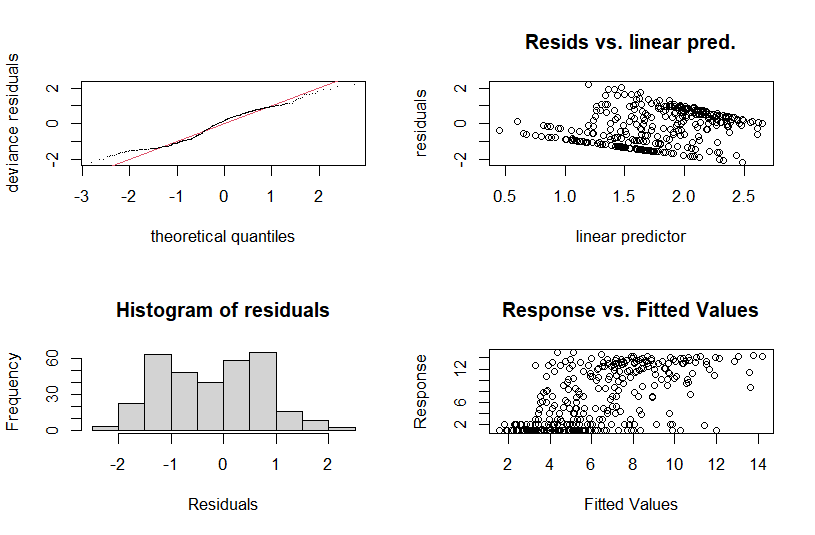 deviance residuals
2
0
-2
-3 -2 -1 0 1 2
theoretical quantiles
Resids vs. linear pred.
residuals
2
0
-2
0.5 1.0 1.5 2.0 2.5
linear predictor
Histogram of residuals
Frequency
60
30
0
-2 -1 0 1 2
Residuals
Response vs. Fitted Values
Response
12
6
2
2 4 6 8 10 12 14
Fitted Values